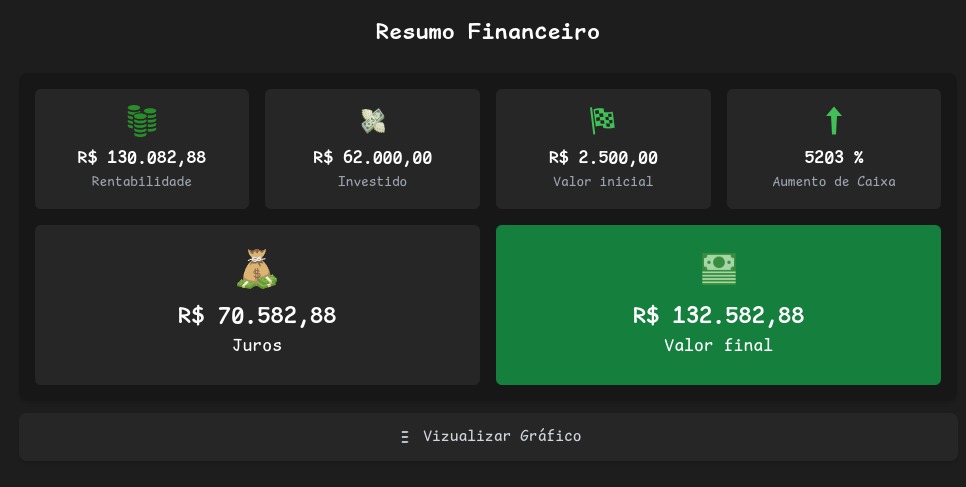 Resumo Financeiro
R$ 130.082,88
Rentabilidade
R$ 62.000,00
Investido
R$ 2.500,00
Valor inicial
5203 %
Aumento de Caixa
$
R$ 70.582,88
Juros
R$ 132.582,88
Valor final
Vizualizar Gráfico